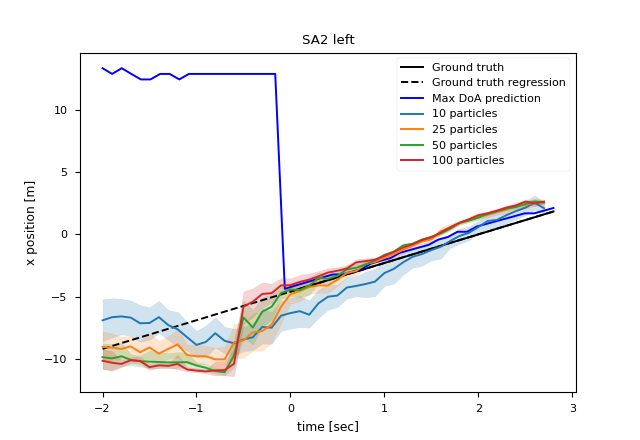 SA2 left
Ground truth
Ground truth regression
Max DoA prediction
10 particles
25 particles
50 particles
100 particles
x position [m]
10
5
0
−5
−10
−2
−1
0
1
2
3
time [sec]